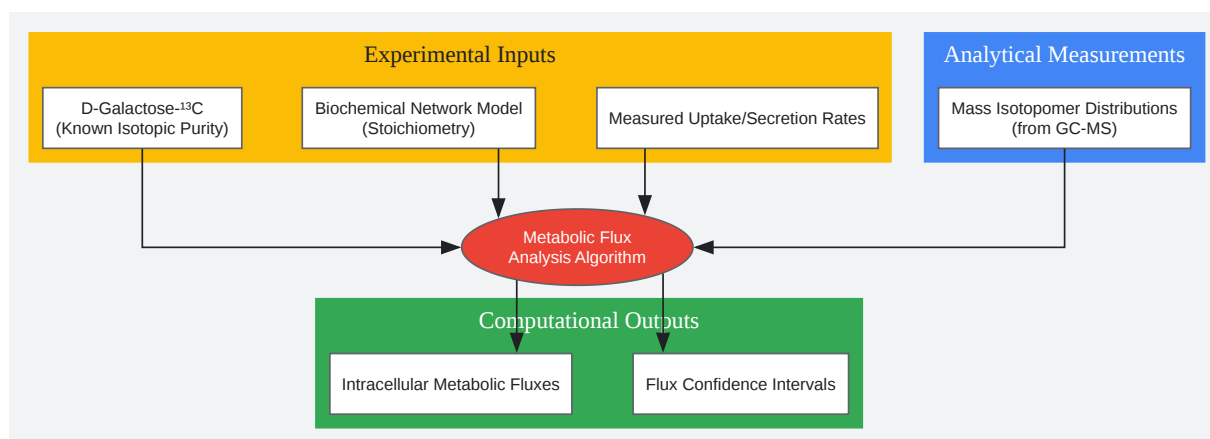 Experimental Inputs
Analytical Measurements
D-Galactose-¹³C
(Known Isotopic Purity)
Biochemical Network Model
(Stoichiometry)
Measured Uptake/Secretion Rates
Mass Isotopomer Distributions
(from GC-MS)
Metabolic Flux
Analysis Algorithm
Computational Outputs
Intracellular Metabolic Fluxes
Flux Confidence Intervals